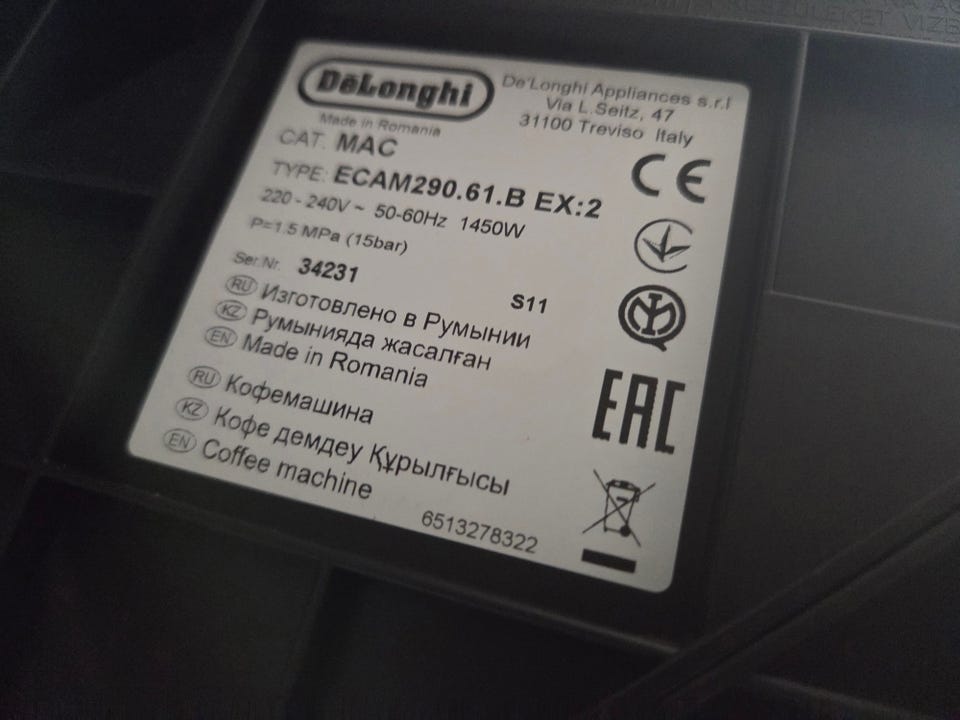 DeLonghi
De'Longhi Appliances s.r.l
Via L.Seitz, 47
31100 Treviso Italy
Made in Romania
CAT. MAC
TYPE: ECAM290.61.B EX:2
220 - 240V ~ 50-60Hz 1450W
P=1.5 MPa (15bar)
Ser.Nr. 34231
S11
RU Изготовлено в Румынии
KZ Румынияда жасалған
EN Made in Romania
RU Кофемашина
KZ Кофе демдеу Құрылғысы
EN Coffee machine
6513278322
CE
EAC
KÉSZÜLÉKET VÍZBE